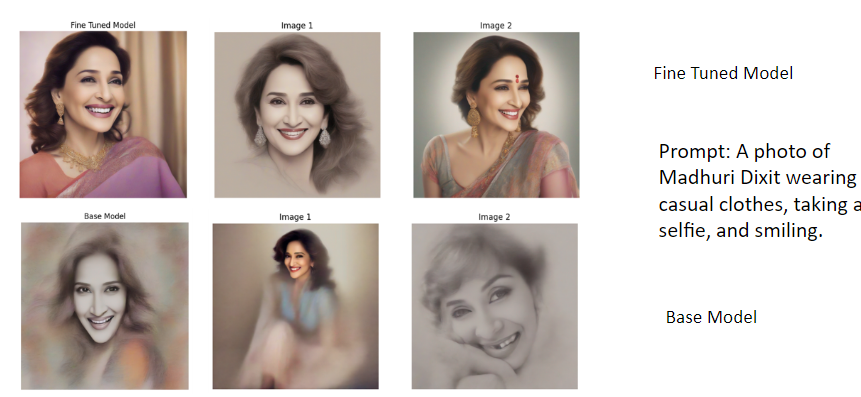 Fine Tuned Model
Image 1
Image 2
Fine Tuned Model
Prompt: A photo of
Madhuri Dixit wearing
casual clothes, taking a
selfie, and smiling.
Base Model
Image 1
Image 2
Base Model